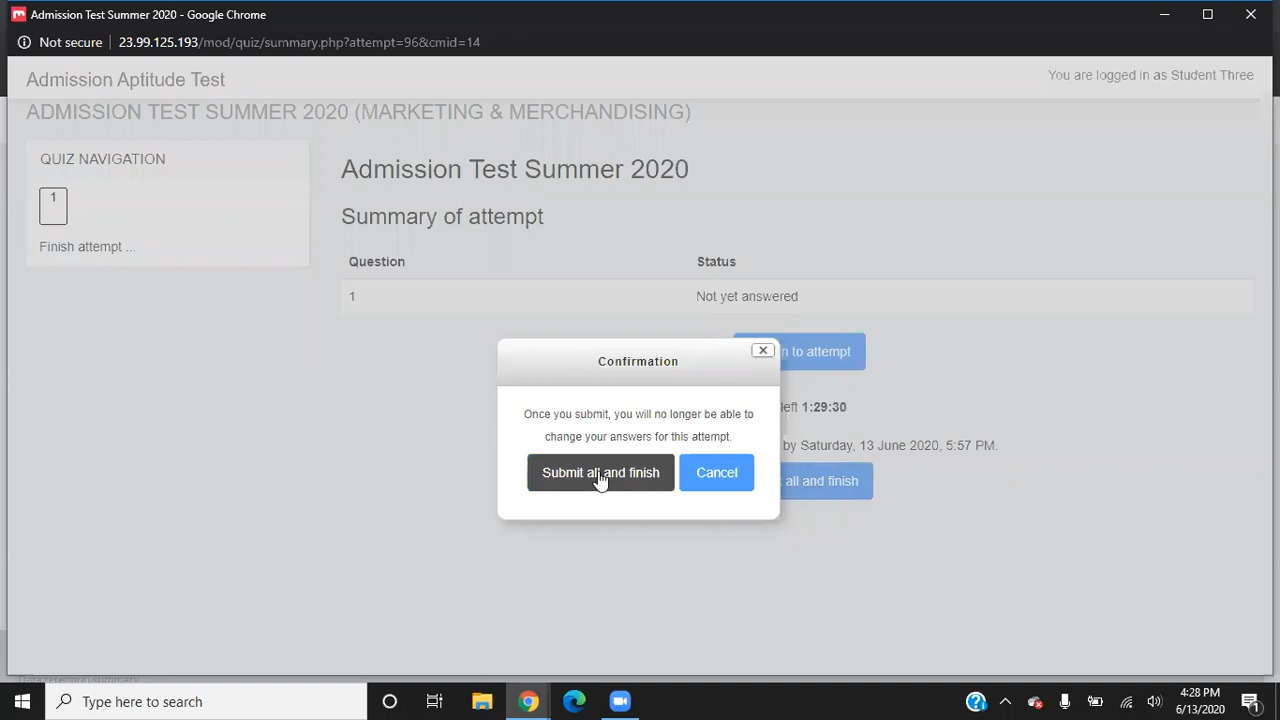 Admission Test Summer 2020 - Google Chrome
Not secure 23.99.125.193/mod/quiz/summary.php?attempt=96&cmid=14
Admission Aptitude Test
You are logged in as Student Three
ADMISSION TEST SUMMER 2020 (MARKETING & MERCHANDISING)
QUIZ NAVIGATION
1
Finish attempt ...
Admission Test Summer 2020
Summary of attempt
Question Status
1 Not yet answered
n to attempt
left 1:29:30
by Saturday, 13 June 2020, 5:57 PM.
all and finish
Confirmation
Once you submit, you will no longer be able to
change your answers for this attempt.
Submit all and finish Cancel
Data retention summary
Type here to search
4:28 PM
6/13/2020
1